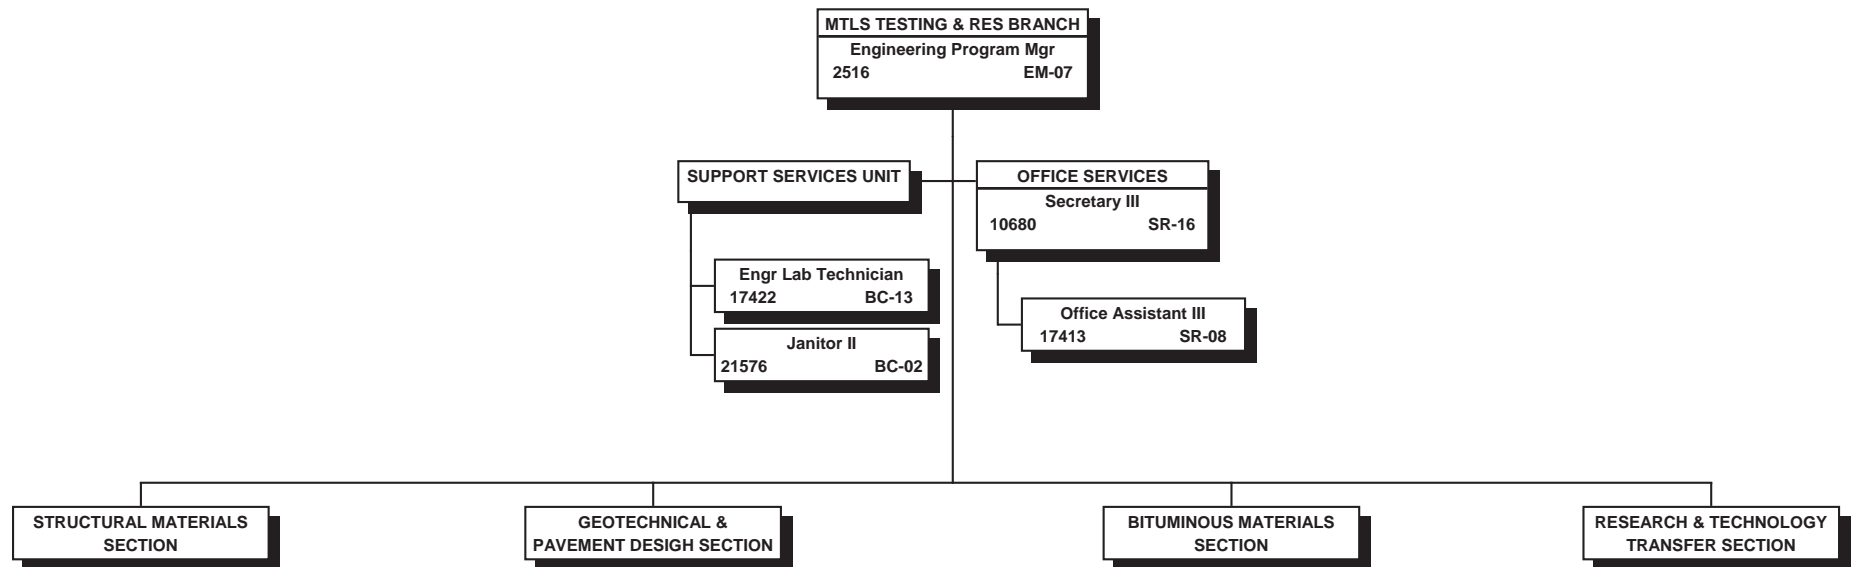 MTLS TESTING & RES BRANCH
Engineering Program Mgr
2516 EM-07
SUPPORT SERVICES UNIT
OFFICE SERVICES
Secretary III
10680 SR-16
Engr Lab Technician
17422 BC-13
Janitor II
21576 BC-02
Office Assistant III
17413 SR-08
STRUCTURAL MATERIALS
SECTION
GEOTECHNICAL &
PAVEMENT DESIGH SECTION
BITUMINOUS MATERIALS
SECTION
RESEARCH & TECHNOLOGY
TRANSFER SECTION